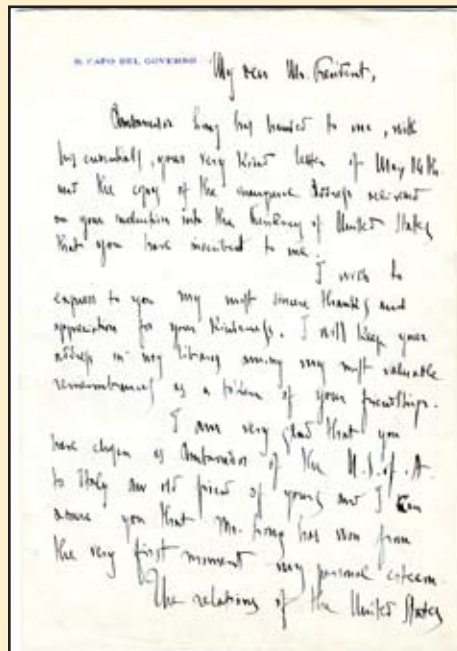 IL CAPO DEL GOVERNO
My dear Mr. President,
Ambassador Long has handed to me, with
his credentials, your very kind letter of May 14th
and the copy of the inaugural address delivered
on your induction into the Presidency of United States
that you have inscribed to me.
I wish to
express to you my most sincere thanks and
appreciation for your kindness. I will keep your
address in my library among my most valuable
remembrances as a token of your friendship.
I am very glad that you
have chosen as Ambassador of the U.S. of A.
to Italy an old friend of yours and I can
assure you that Mr. Long has won from
the very first moment my personal esteem.
The relations of the United States